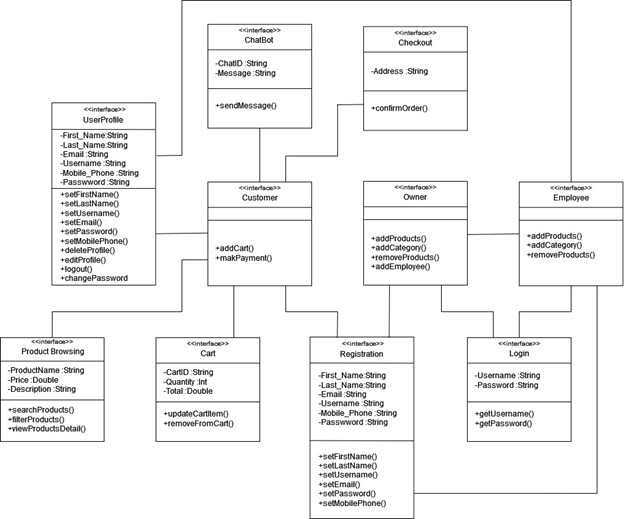 <<interface>>
ChatBot
-ChatID :String
-Message :String
+sendMessage()
<<interface>>
Checkout
-Address :String
+confirmOrder()
<<interface>>
UserProfile
-First_Name:String
-Last_Name:String
-Email :String
-Username :String
-Mobile_Phone :String
-Passwword :String
+setFirstName()
+setLastName()
+setUsername()
+setEmail()
+setPassword()
+setMobilePhone()
+deleteProfile()
+editProfile()
+logout()
+changePassword
<<interface>>
Customer
+addCart()
+makPayment()
<<interface>>
Owner
+addProducts()
+addCategory()
+removeProducts()
+addEmployee()
<<interface>>
Employee
+addProducts()
+addCategory()
+removeProducts()
<<interface>>
Product Browsing
-ProductName :String
-Price :Double
-Description :String
+searchProducts()
+filterProducts()
+viewProductsDetail()
<<interface>>
Cart
-CartID :String
-Quantity :Int
-Total :Double
+updateCartItem()
+removeFromCart()
<<interface>>
Registration
-First_Name:String
-Last_Name:String
-Email :String
-Username :String
-Mobile_Phone :String
-Passwword :String
+setFirstName()
+setLastName()
+setUsername()
+setEmail()
+setPassword()
+setMobilePhone()
<<interface>>
Login
-Username :String
-Password :String
+getUsername()
+getPassword()